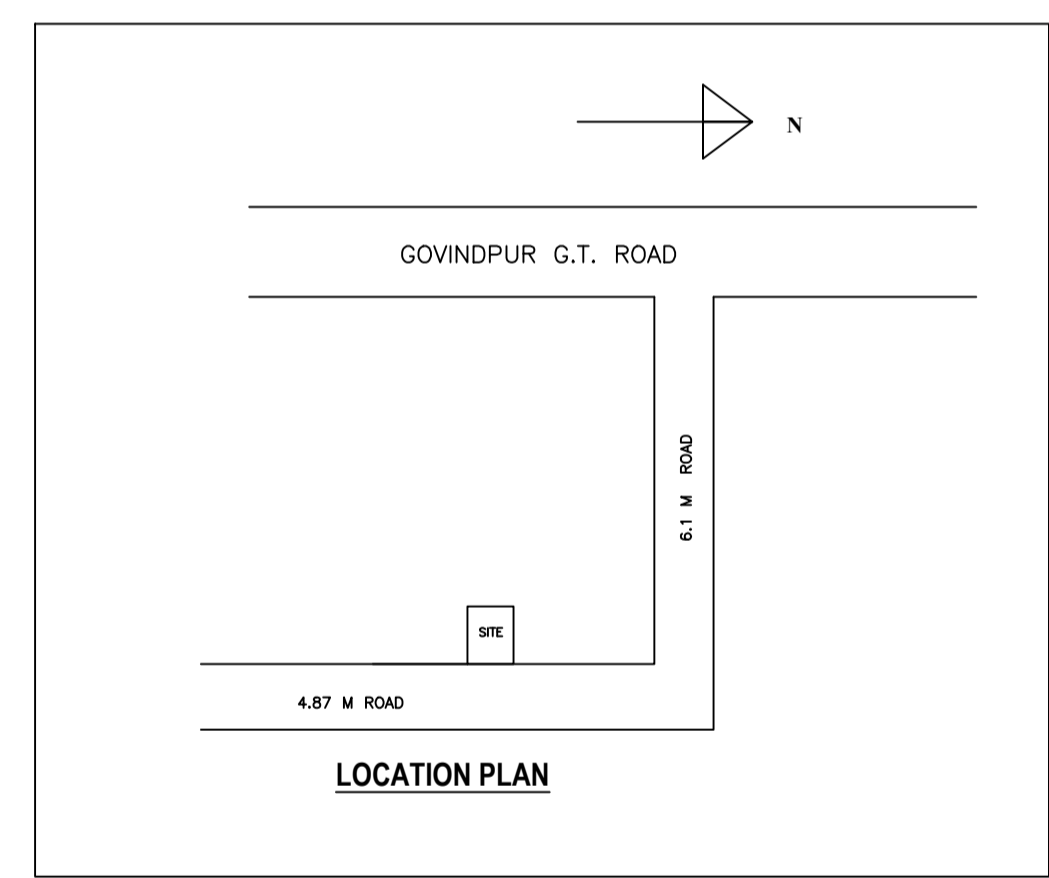 N
GOVINDPUR G.T. ROAD
6.1 M ROAD
SITE
4.87 M ROAD
LOCATION PLAN